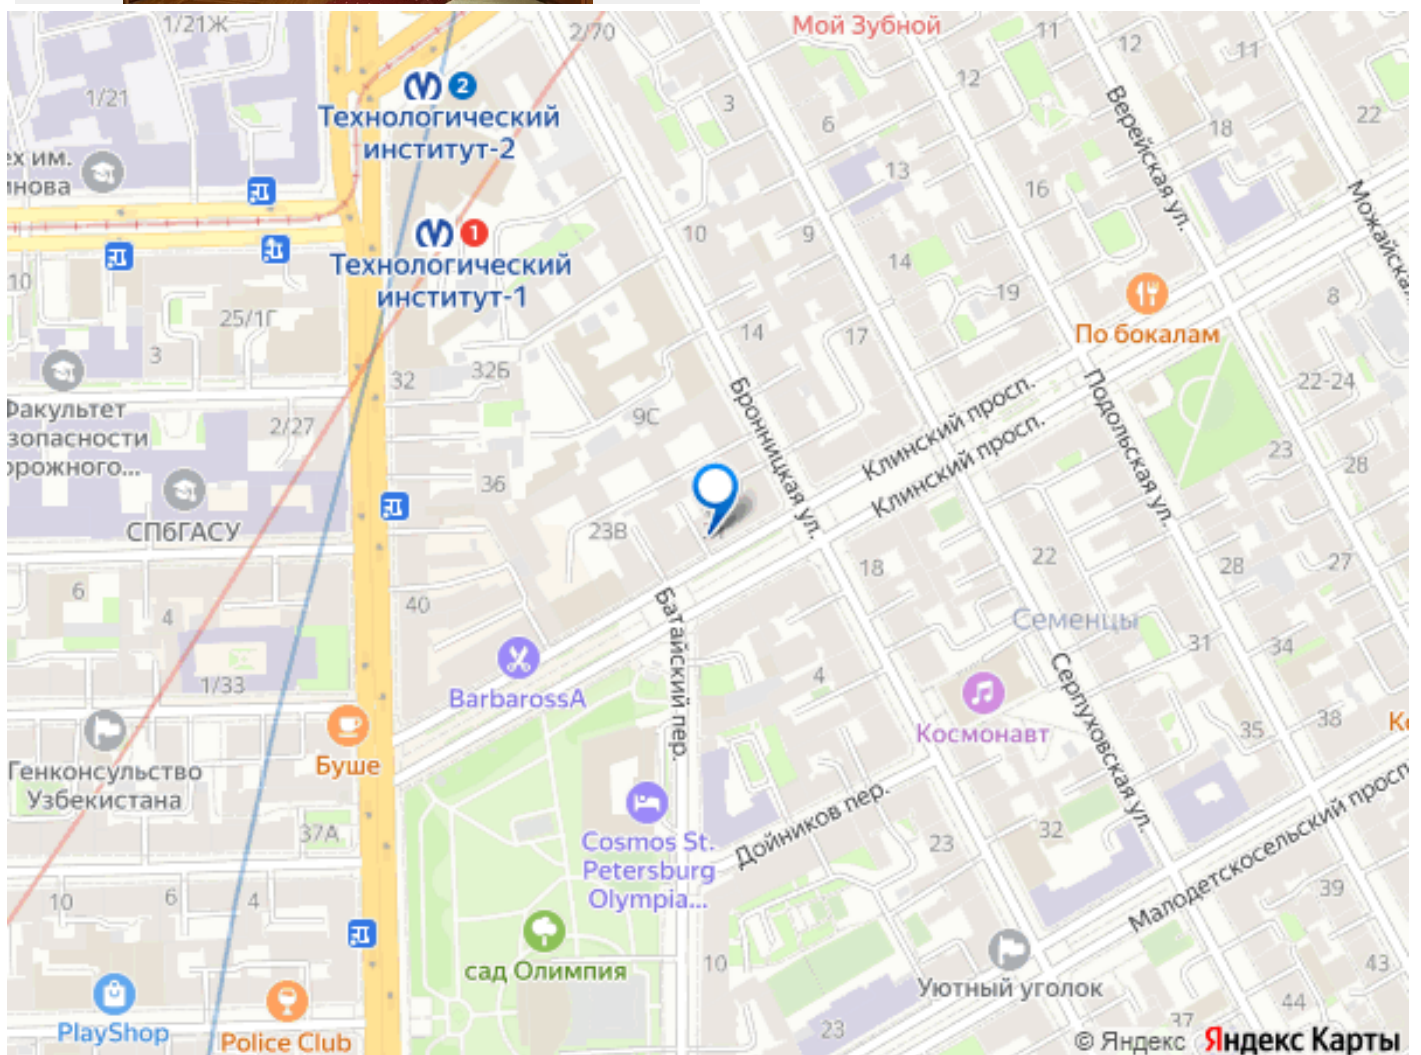 1/21Ж
2/70
Мой Зубной
11
12
11
12
1/21
2
Технологический
институт-2
3
6
Верейская ул.
18
22
ех им.
инова
13
16
Можайская
1
Технологический
институт-1
10
9
14
19
8
10
25/1Г
3
14
17
По бокалам
32
32Б
22-24
Факультет
зопасности
орожного...
2/27
9С
Бронницкая ул.
Клинский просп.
Клинский просп.
Подольская ул.
23
28
36
СПбГАСУ
23В
18
22
28
27
6
4
40
Батайский пер.
Семенцы
31
34
1/33
BarbarossA
4
Серпуховская ул.
35
38
Космонавт
Ко
Генконсульство
Узбекистана
Буше
37А
Cosmos St.
Petersburg
Olympia...
Дойников пер.
23
32
Малодетскосельский просп
39
10
6
4
сад Олимпия
10
Уютный уголок
43
44
PlayShop
Police Club
23
37
© Яндекс Яндекс Карты